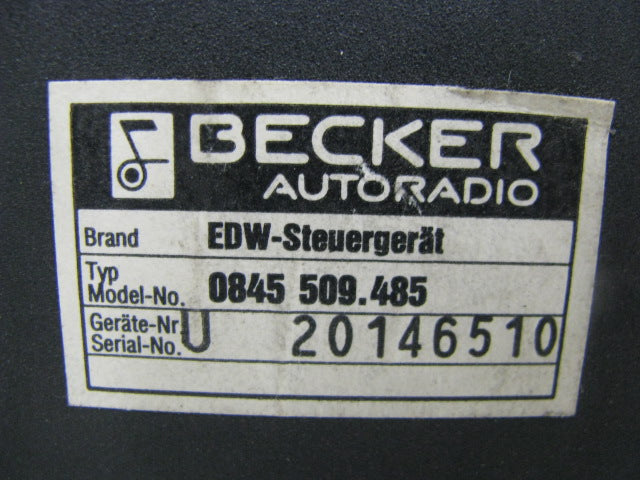 BECKER
AUTORADIO
Brand EDW-Steuergerät
Typ
Model-No. 0845 509.485
Geräte-Nr.
Serial-No. U 20146510